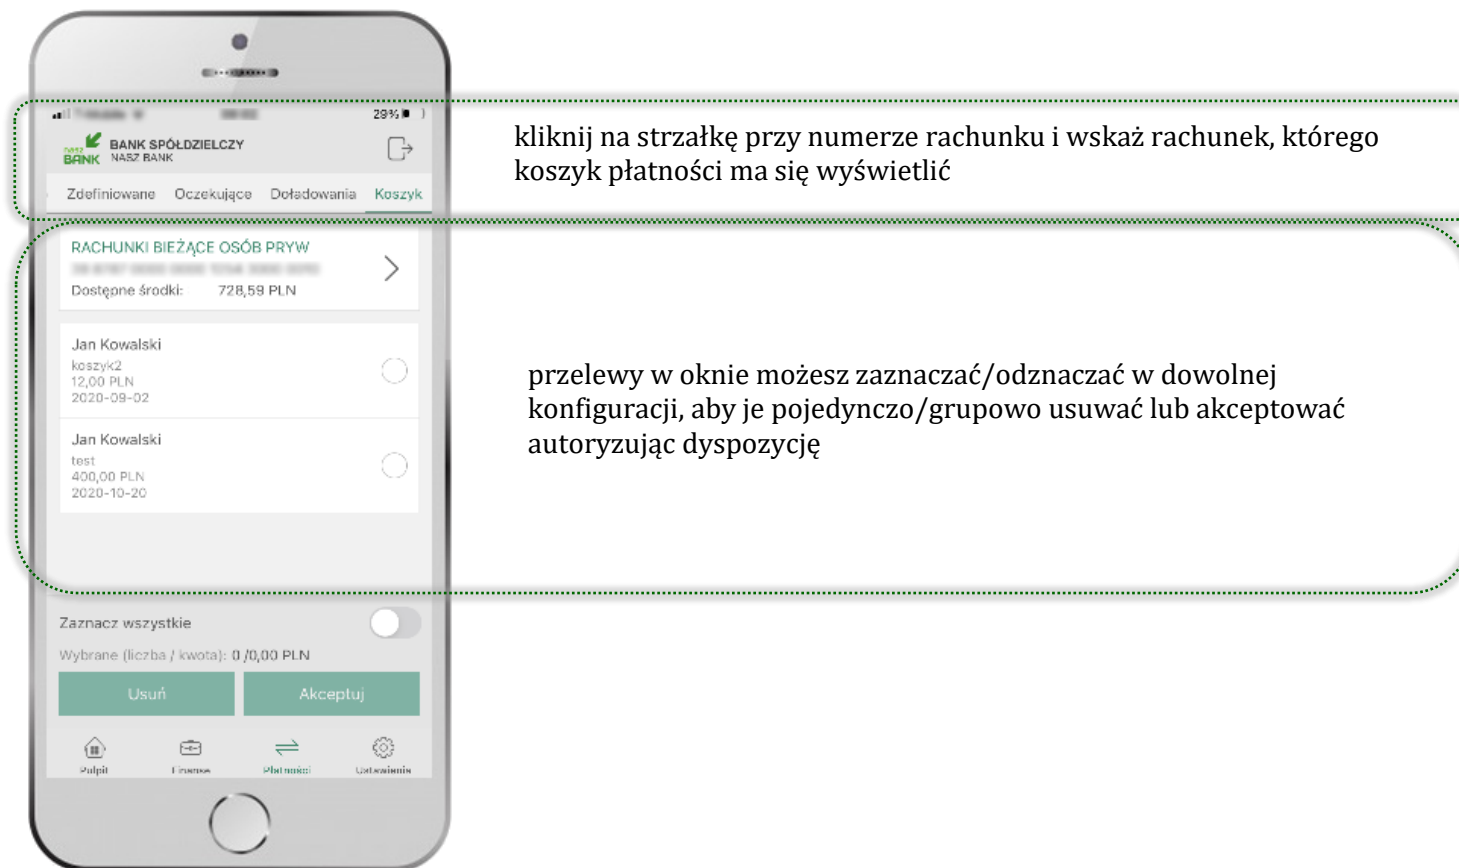 29%
nasz BANK
BANK SPÓŁDZIELCZY
NASZ BANK
Zdefiniowane Oczekujące Doładowania Koszyk
RACHUNKI BIEŻĄCE OSÓB PRYW
Dostępne środki: 728,59 PLN
Jan Kowalski
koszyk2
12,00 PLN
2020-09-02
Jan Kowalski
test
400,00 PLN
2020-10-20
Zaznacz wszystkie
Wybrane (liczba / kwota): 0 /0,00 PLN
Usuń Akceptuj
Pulpit Finanse Płatności Ustawienia
kliknij na strzałkę przy numerze rachunku i wskaż rachunek, którego
koszyk płatności ma się wyświetlić
przelewy w oknie możesz zaznaczać/odznaczać w dowolnej
konfiguracji, aby je pojedynczo/grupowo usuwać lub akceptować
autoryzując dyspozycję